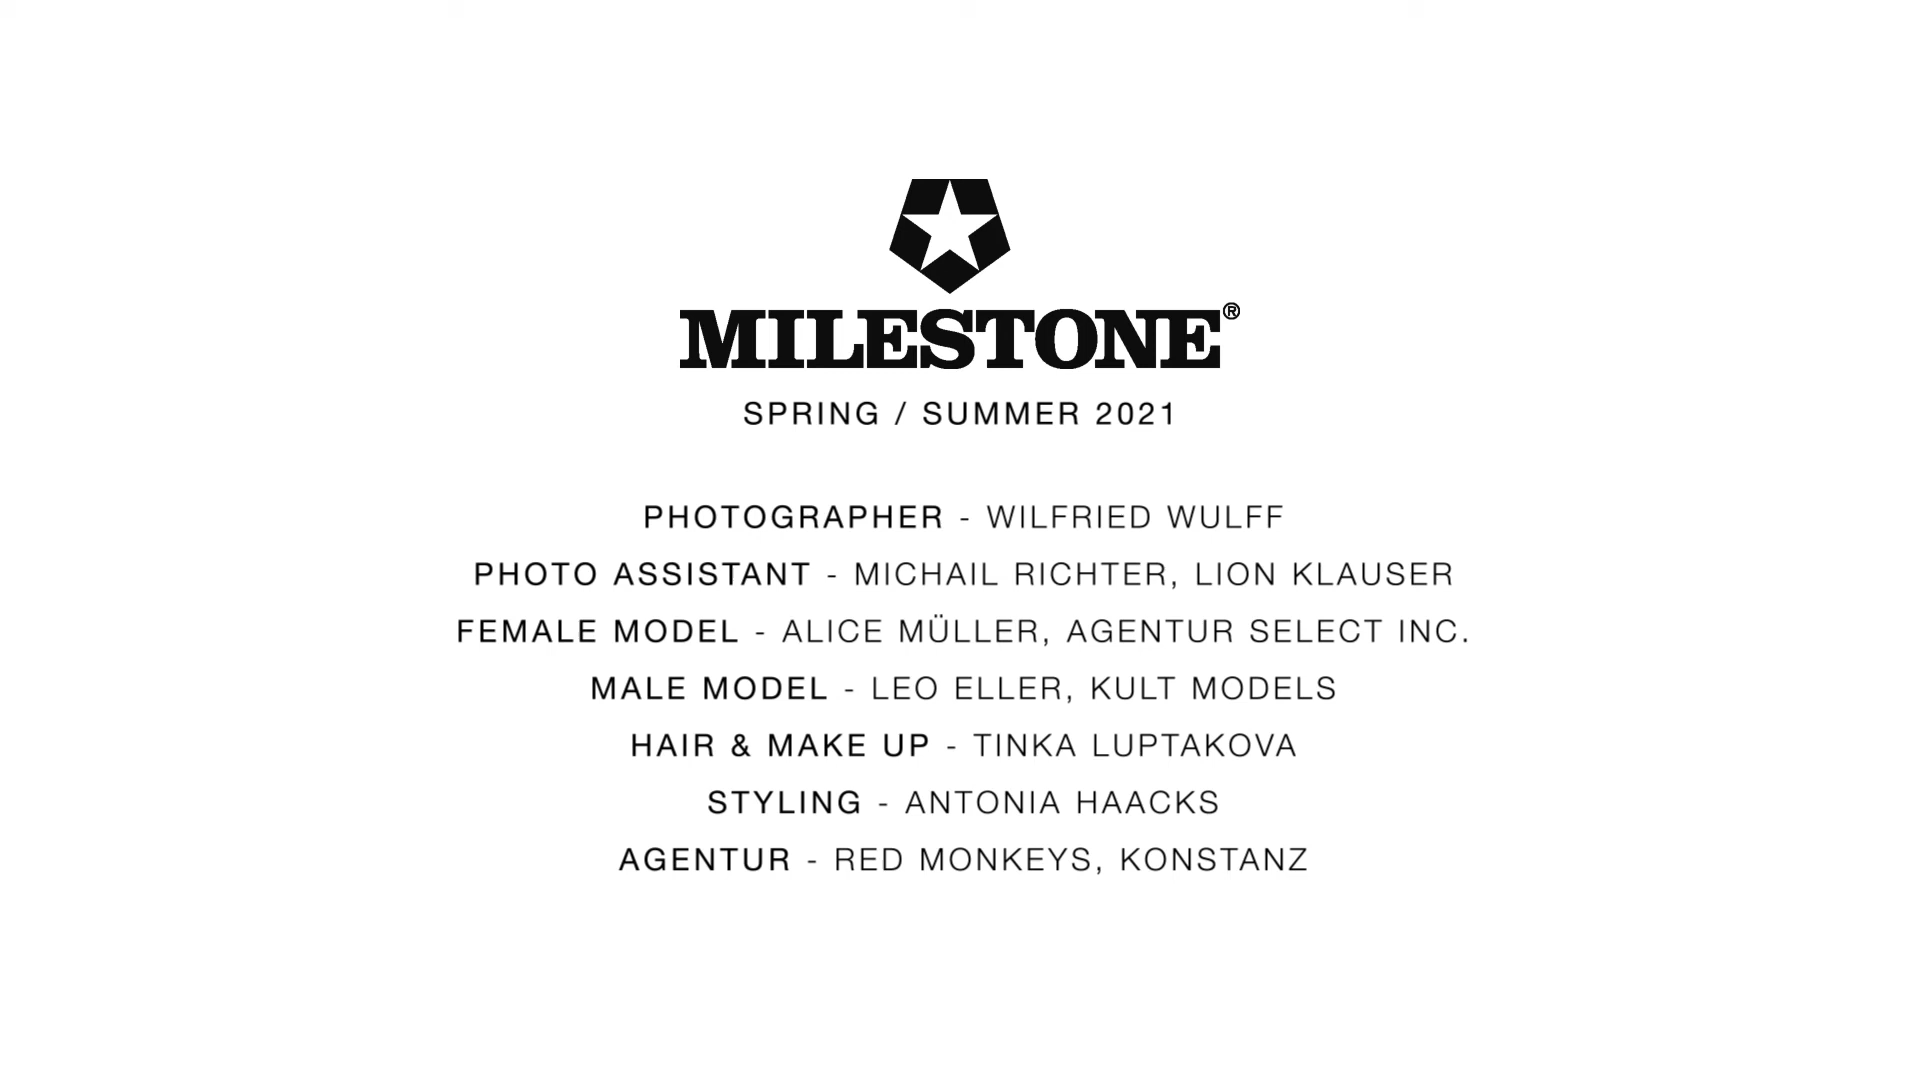 MILESTONE®
SPRING / SUMMER 2021
PHOTOGRAPHER - WILFRIED WULFF
PHOTO ASSISTANT - MICHAIL RICHTER, LION KLAUSER
FEMALE MODEL - ALICE MÜLLER, AGENTUR SELECT INC.
MALE MODEL - LEO ELLER, KULT MODELS
HAIR & MAKE UP - TINKA LUPTAKOVA
STYLING - ANTONIA HAACKS
AGENTUR - RED MONKEYS, KONSTANZ